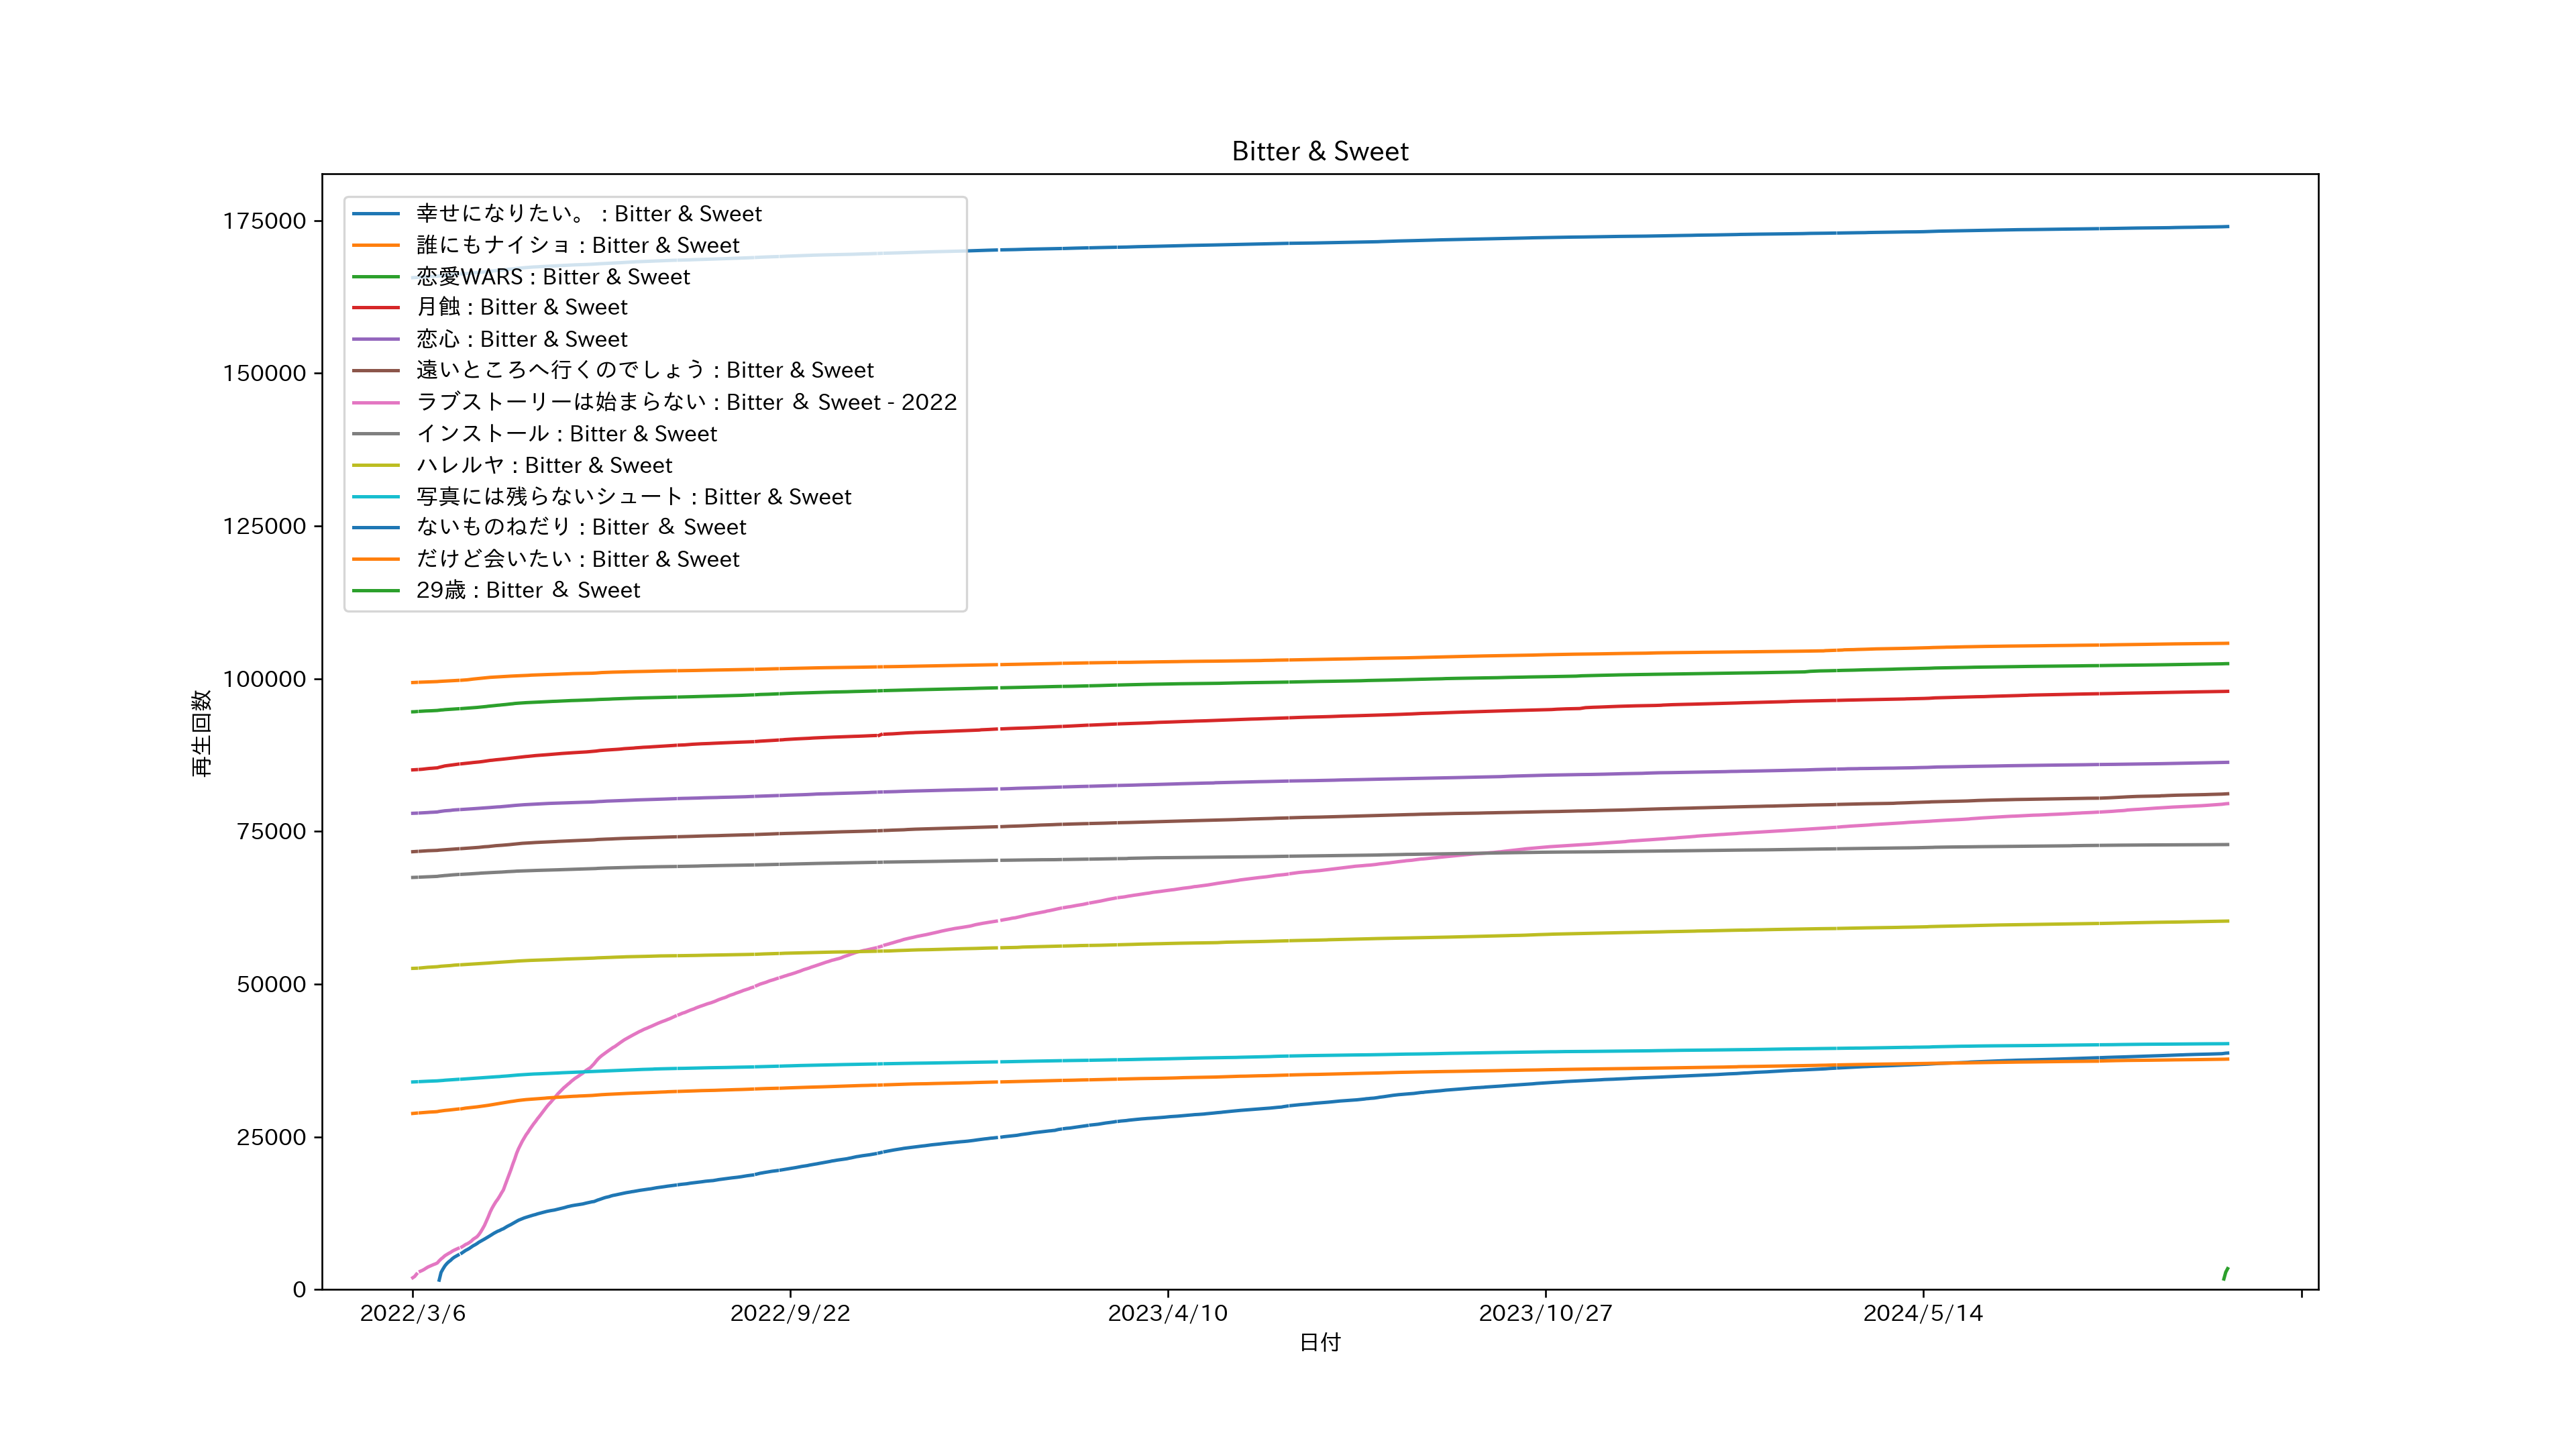 Bitter & Sweet
175000
150000
125000
100000
75000
50000
25000
0
再生回数
幸せになりたい。 : Bitter & Sweet
誰にもナイショ : Bitter & Sweet
恋愛WARS : Bitter & Sweet
月蝕 : Bitter & Sweet
恋心 : Bitter & Sweet
遠いところへ行くのでしょう : Bitter & Sweet
ラブストーリーは始まらない : Bitter ＆ Sweet - 2022
インストール : Bitter & Sweet
ハレルヤ : Bitter & Sweet
写真には残らないシュート : Bitter & Sweet
ないものねだり : Bitter ＆ Sweet
だけど会いたい : Bitter & Sweet
29歳 : Bitter ＆ Sweet
2022/3/6 2022/9/22 2023/4/10 2023/10/27 2024/5/14
日付